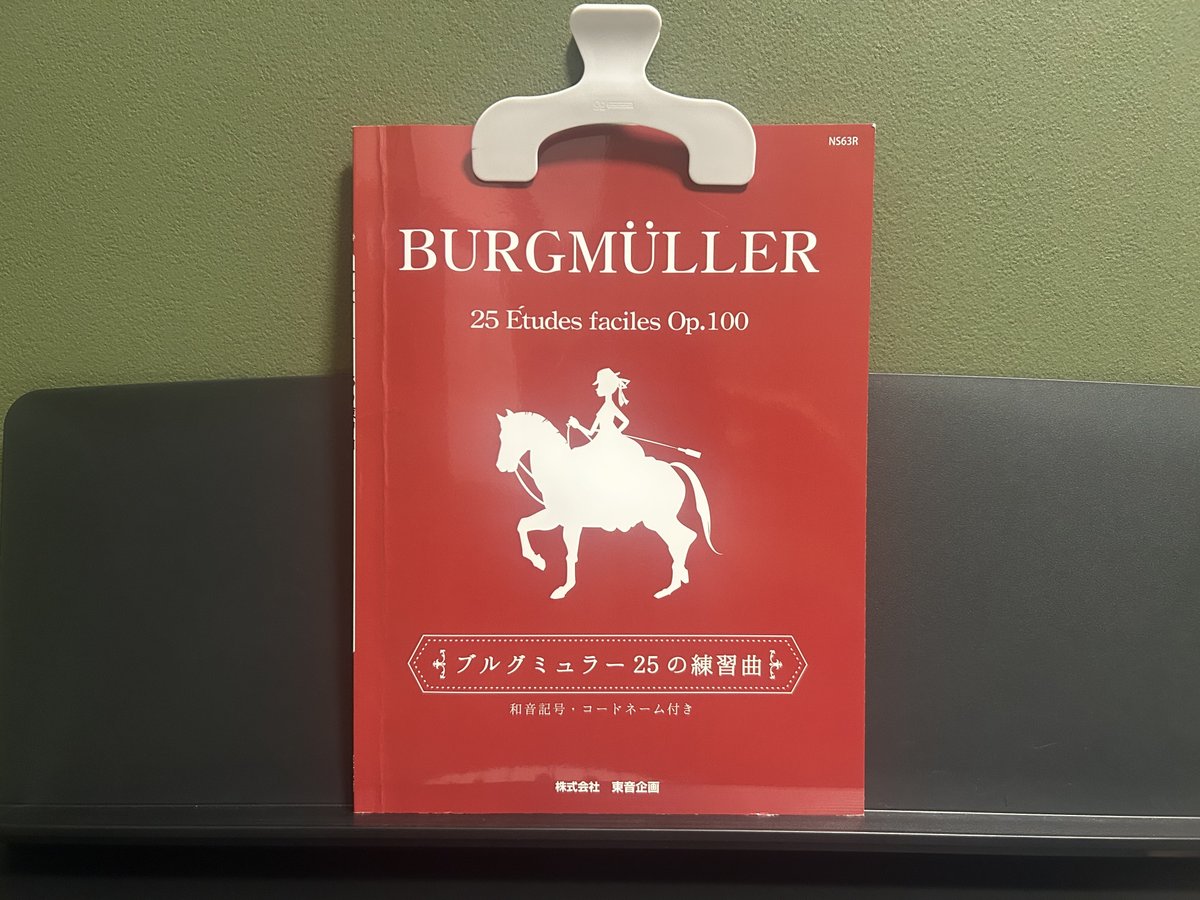 NS63R
BURGMÜLLER
25 Études faciles Op.100
ブルグミュラー 25 の練習曲
和音記号・コードネーム付き
株式会社 東音企画